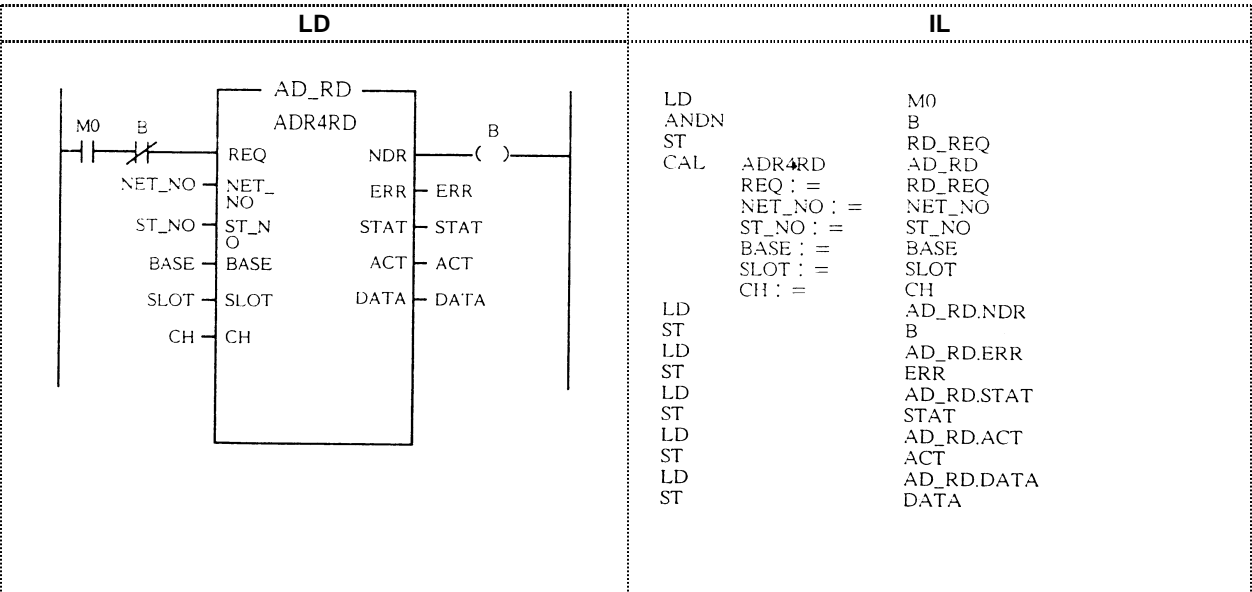 LD
IL
AD_RD
ADR4RD
M0 B
B
REQ NDR
NET_NO NET_
NO
ERR ERR
ST_NO ST_N
O
STAT STAT
BASE BASE ACT ACT
SLOT SLOT DATA DATA
CH CH
LD M0
ANDN B
ST RD_REQ
CAL ADR4RD AD_RD
REQ : = RD_REQ
NET_NO : = NET_NO
ST_NO : = ST_NO
BASE : = BASE
SLOT : = SLOT
CH : = CH
LD AD_RD.NDR
ST B
LD AD_RD.ERR
ST ERR
LD AD_RD.STAT
ST STAT
LD AD_RD.ACT
ST ACT
LD AD_RD.DATA
ST DATA